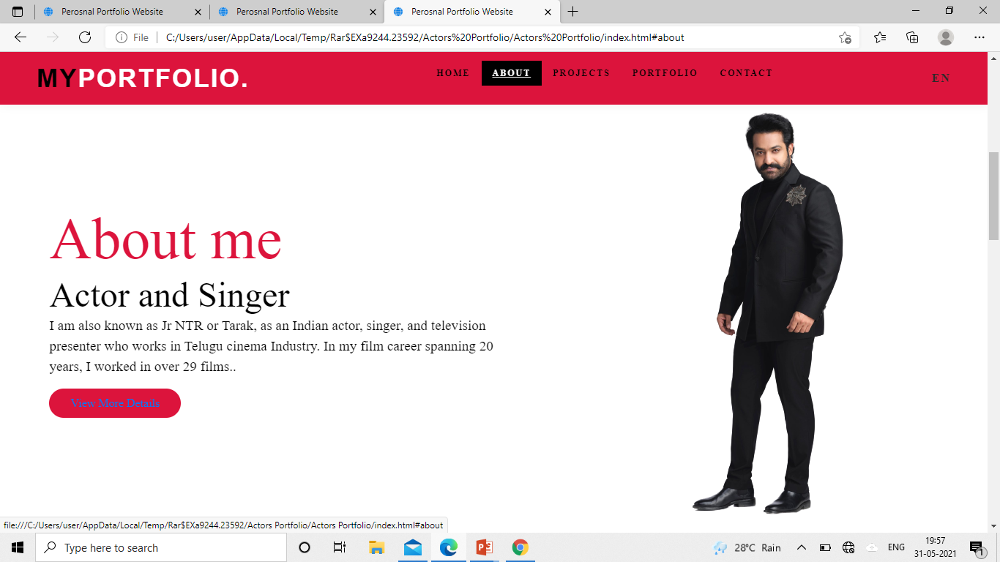 Perosnal Portfolio Website
Perosnal Portfolio Website
Perosnal Portfolio Website
File
C:/Users/user/AppData/Local/Temp/Rar$EXa9244.23592/Actors%20Portfolio/Actors%20Portfolio/index.html#about
MYPORTFOLIO.
HOME
ABOUT
PROJECTS
PORTFOLIO
CONTACT
EN
About me
Actor and Singer
I am also known as Jr NTR or Tarak, as an Indian actor, singer, and television
presenter who works in Telugu cinema Industry. In my film career spanning 20
years, I worked in over 29 films..
View More Details
file:///C:/Users/user/AppData/Local/Temp/Rar$EXa9244.23592/Actors Portfolio/Actors Portfolio/index.html#about
Type here to search
28°C Rain
ENG
19:57
31-05-2021
1